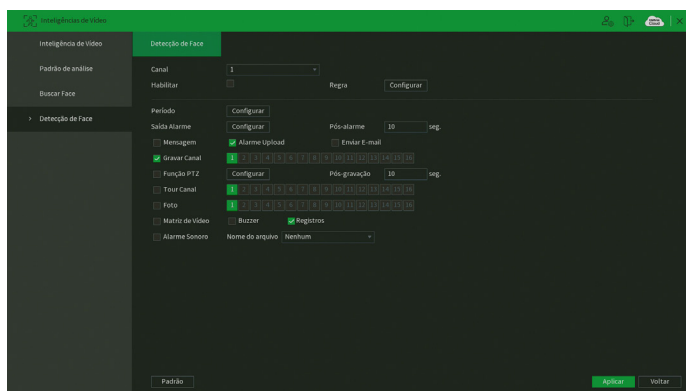 Inteligências de Vídeo
Intelbras Cloud
Inteligência de Vídeo
Padrão de análise
Buscar Face
> Detecção de Face
Detecção de Face
Canal 1
Habilitar Regra Configurar
Período Configurar
Saída Alarme Configurar Pós-alarme 10 seg.
Mensagem Alarme Upload Enviar E-mail
Gravar Canal 1 2 3 4 5 6 7 8 9 10 11 12 13 14 15 16
Função PTZ Configurar Pós-gravação 10 seg.
Tour Canal 1 2 3 4 5 6 7 8 9 10 11 12 13 14 15 16
Foto 1 2 3 4 5 6 7 8 9 10 11 12 13 14 15 16
Matriz de Vídeo Buzzer Registros
Alarme Sonoro Nome do arquivo Nenhum
Padrão Aplicar Voltar